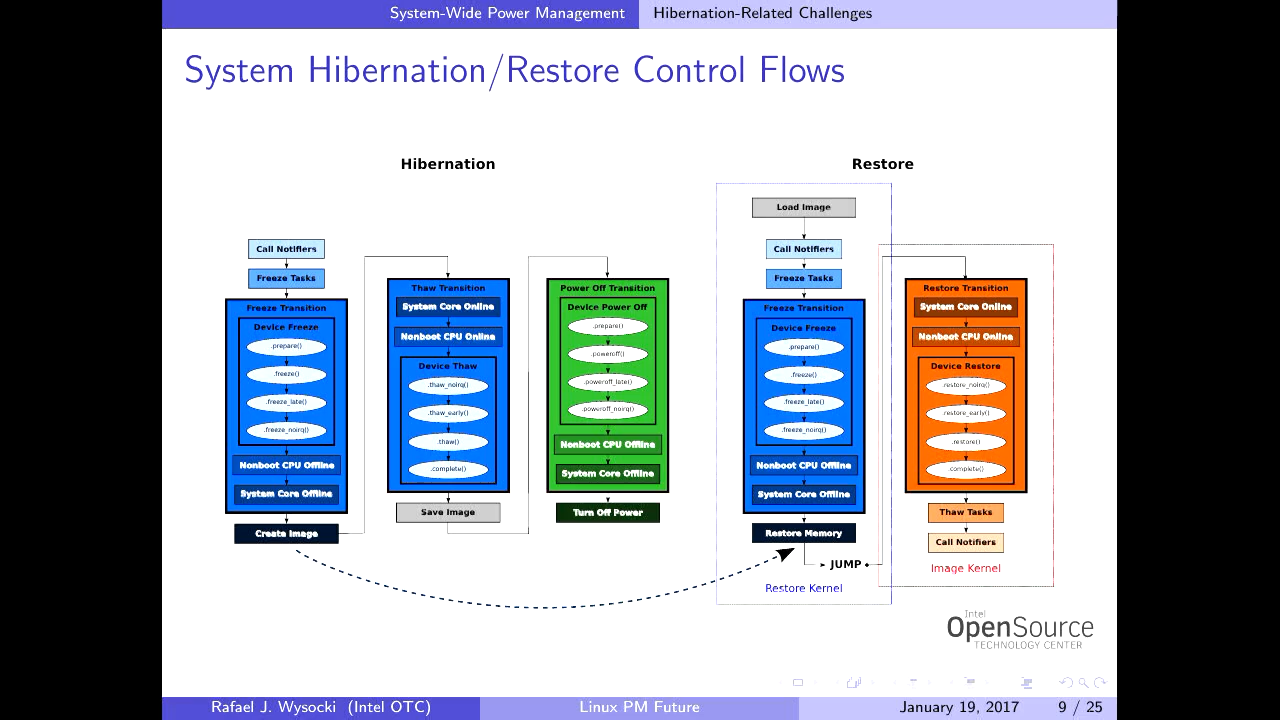 System-Wide Power Management
Hibernation-Related Challenges
System Hibernation/Restore Control Flows
Hibernation
Call Notifiers
Freeze Tasks
Freeze Transition
Device Freeze
.prepare()
.freeze()
.freeze_late()
.freeze_noirq()
Nonboot CPU Offline
System Core Offline
Create Image
Thaw Transition
System Core Online
Nonboot CPU Online
Device Thaw
.thaw_noirq()
.thaw_early()
.thaw()
.complete()
Save Image
Power Off Transition
Device Power Off
.prepare()
.poweroff()
.poweroff_late()
.poweroff_noirq()
Nonboot CPU Offline
System Core Offline
Turn Off Power
Restore
Load Image
Call Notifiers
Freeze Tasks
Freeze Transition
Device Freeze
.prepare()
.freeze()
.freeze_late()
.freeze_noirq()
Nonboot CPU Offline
System Core Offline
Restore Memory
JUMP
Restore Kernel
Restore Transition
System Core Online
Nonboot CPU Online
Device Restore
.restore_noirq()
.restore_early()
.restore()
.complete()
Thaw Tasks
Call Notifiers
Image Kernel
Intel
OpenSource
TECHNOLOGY CENTER
Rafael J. Wysocki (Intel OTC)
Linux PM Future
January 19, 2017
9 / 25